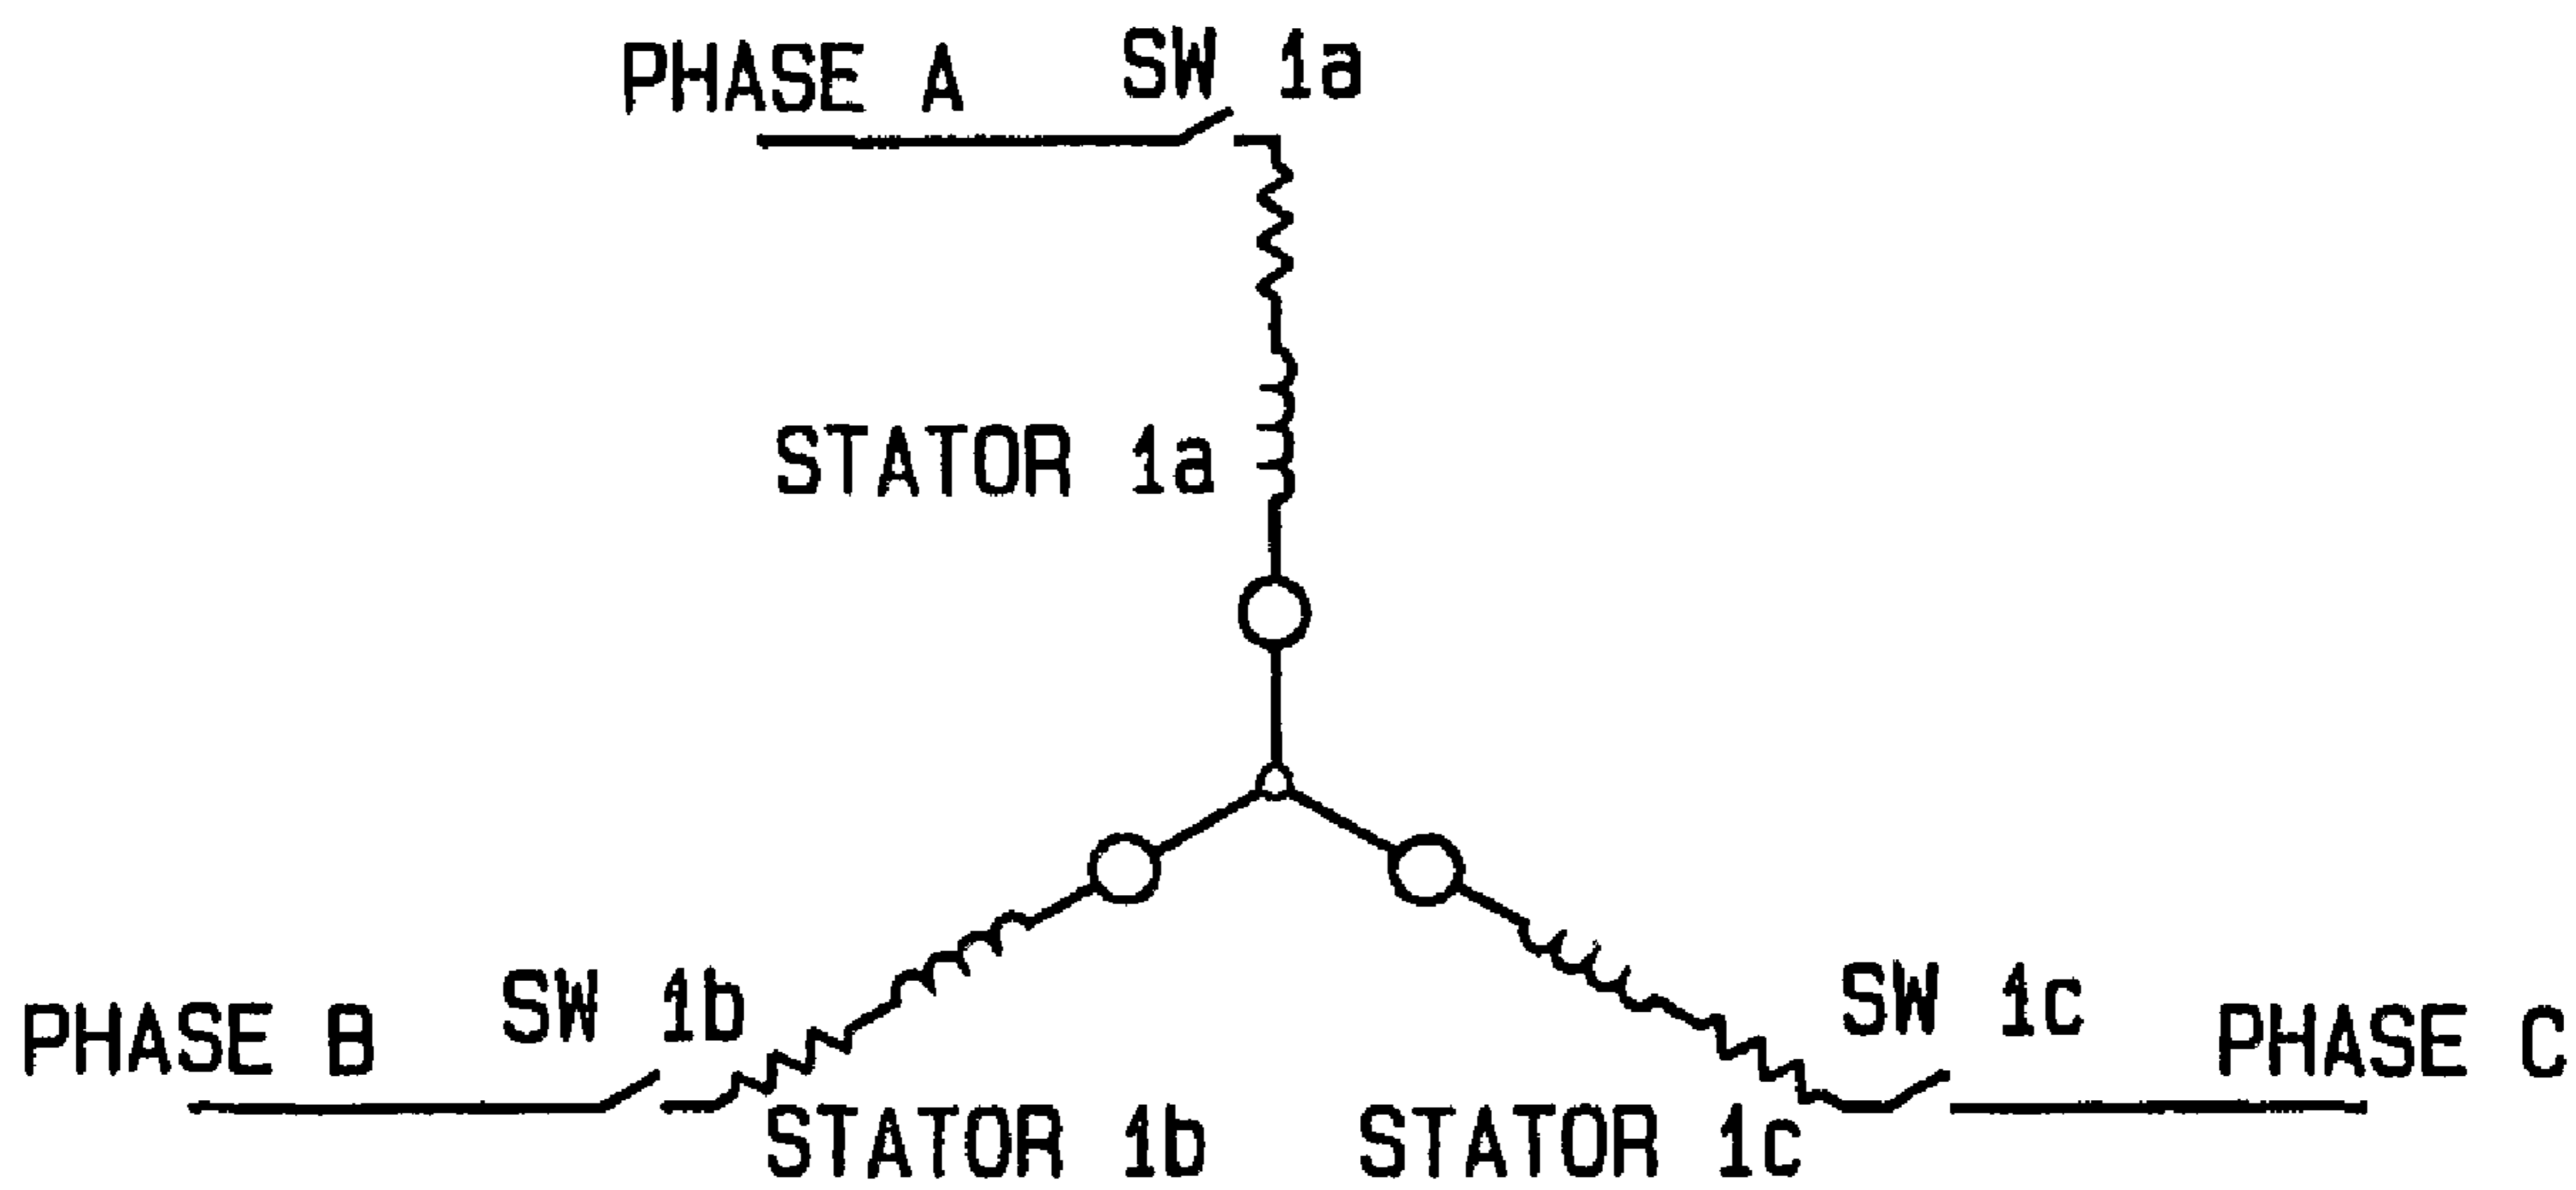 PHASE A
SW 1a
STATOR 1a
PHASE B
SW 1b
STATOR 1b
STATOR 1c
SW 1c
PHASE C